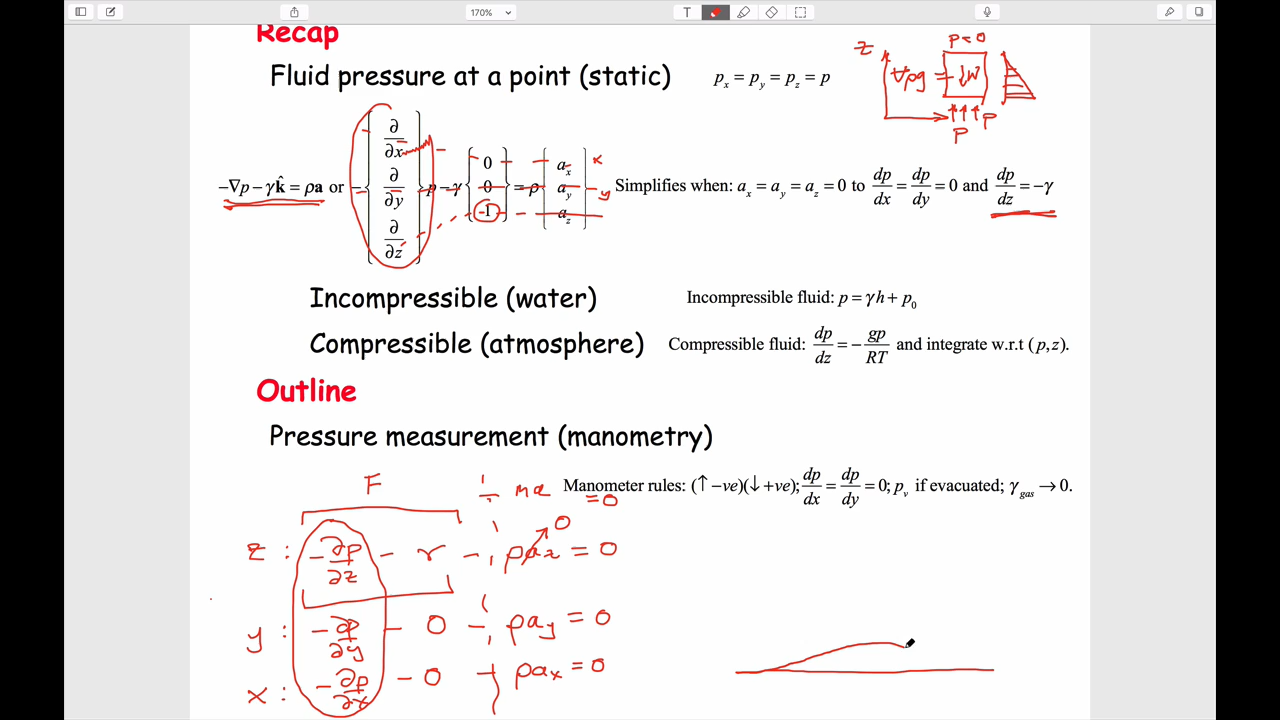 170%
T
Recap
Fluid pressure at a point (static) p_x = p_y = p_z = p
z p=0 ∀ρg = ↓W p p
-∇p - γk̂ = ρa or -{∂/∂x ∂/∂y ∂/∂z} p - γ {0 0 -1} = ρ {a_x a_y a_z} x y Simplifies when: a_x = a_y = a_z = 0 to dp/dx = dp/dy = 0 and dp/dz = -γ
Incompressible (water) Incompressible fluid: p = γh + p_0
Compressible (atmosphere) Compressible fluid: dp/dz = - gp/RT and integrate w.r.t (p, z).
Outline
Pressure measurement (manometry)
Manometer rules: (↑ -ve)(↓ +ve); dp/dx = dp/dy = 0; p_v if evacuated; γ_gas → 0.
F ma = 0
z : -∂p/∂z - γ - ρa_z = 0 0
y : -∂p/∂y - 0 - ρa_y = 0
x : -∂p/∂x - 0 - ρa_x = 0